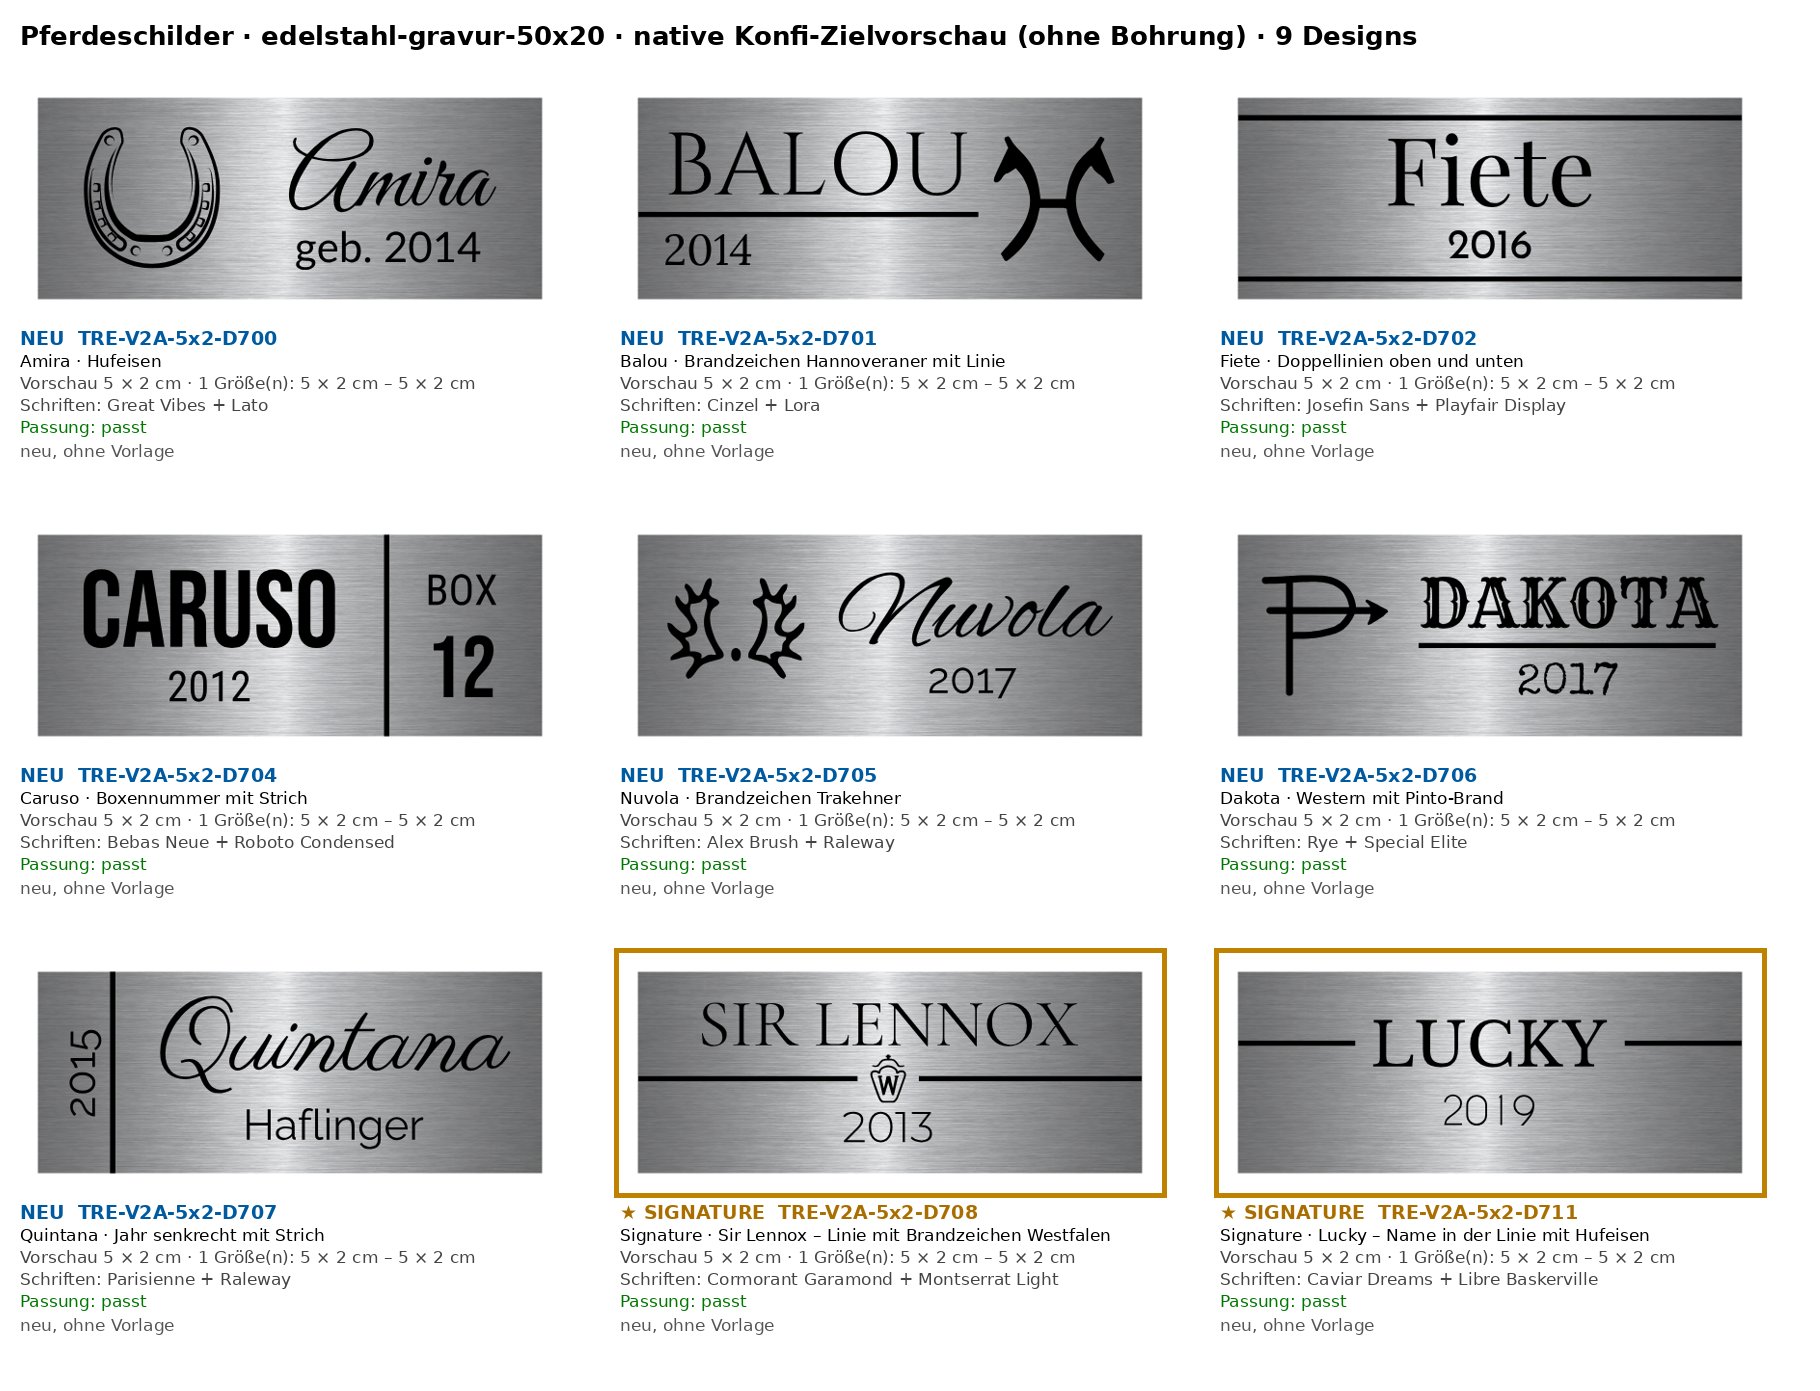 Pferdeschilder · edelstahl-gravur-50x20 · native Konfi-Zielvorschau (ohne Bohrung) · 9 Designs
Amira
geb. 2014
NEU TRE-V2A-5x2-D700
Amira · Hufeisen
Vorschau 5 × 2 cm · 1 Größe(n): 5 × 2 cm – 5 × 2 cm
Schriften: Great Vibes + Lato
Passung: passt
neu, ohne Vorlage
BALOU
2014
NEU TRE-V2A-5x2-D701
Balou · Brandzeichen Hannoveraner mit Linie
Vorschau 5 × 2 cm · 1 Größe(n): 5 × 2 cm – 5 × 2 cm
Schriften: Cinzel + Lora
Passung: passt
neu, ohne Vorlage
Fiete
2016
NEU TRE-V2A-5x2-D702
Fiete · Doppellinien oben und unten
Vorschau 5 × 2 cm · 1 Größe(n): 5 × 2 cm – 5 × 2 cm
Schriften: Josefin Sans + Playfair Display
Passung: passt
neu, ohne Vorlage
CARUSO
2012
BOX
12
NEU TRE-V2A-5x2-D704
Caruso · Boxennummer mit Strich
Vorschau 5 × 2 cm · 1 Größe(n): 5 × 2 cm – 5 × 2 cm
Schriften: Bebas Neue + Roboto Condensed
Passung: passt
neu, ohne Vorlage
Nuvola
2017
NEU TRE-V2A-5x2-D705
Nuvola · Brandzeichen Trakehner
Vorschau 5 × 2 cm · 1 Größe(n): 5 × 2 cm – 5 × 2 cm
Schriften: Alex Brush + Raleway
Passung: passt
neu, ohne Vorlage
P
DAKOTA
2017
NEU TRE-V2A-5x2-D706
Dakota · Western mit Pinto-Brand
Vorschau 5 × 2 cm · 1 Größe(n): 5 × 2 cm – 5 × 2 cm
Schriften: Rye + Special Elite
Passung: passt
neu, ohne Vorlage
2015
Quintana
Haflinger
NEU TRE-V2A-5x2-D707
Quintana · Jahr senkrecht mit Strich
Vorschau 5 × 2 cm · 1 Größe(n): 5 × 2 cm – 5 × 2 cm
Schriften: Parisienne + Raleway
Passung: passt
neu, ohne Vorlage
SIR LENNOX
W
2013
★ SIGNATURE TRE-V2A-5x2-D708
Signature · Sir Lennox – Linie mit Brandzeichen Westfalen
Vorschau 5 × 2 cm · 1 Größe(n): 5 × 2 cm – 5 × 2 cm
Schriften: Cormorant Garamond + Montserrat Light
Passung: passt
neu, ohne Vorlage
LUCKY
2019
★ SIGNATURE TRE-V2A-5x2-D711
Signature · Lucky – Name in der Linie mit Hufeisen
Vorschau 5 × 2 cm · 1 Größe(n): 5 × 2 cm – 5 × 2 cm
Schriften: Caviar Dreams + Libre Baskerville
Passung: passt
neu, ohne Vorlage